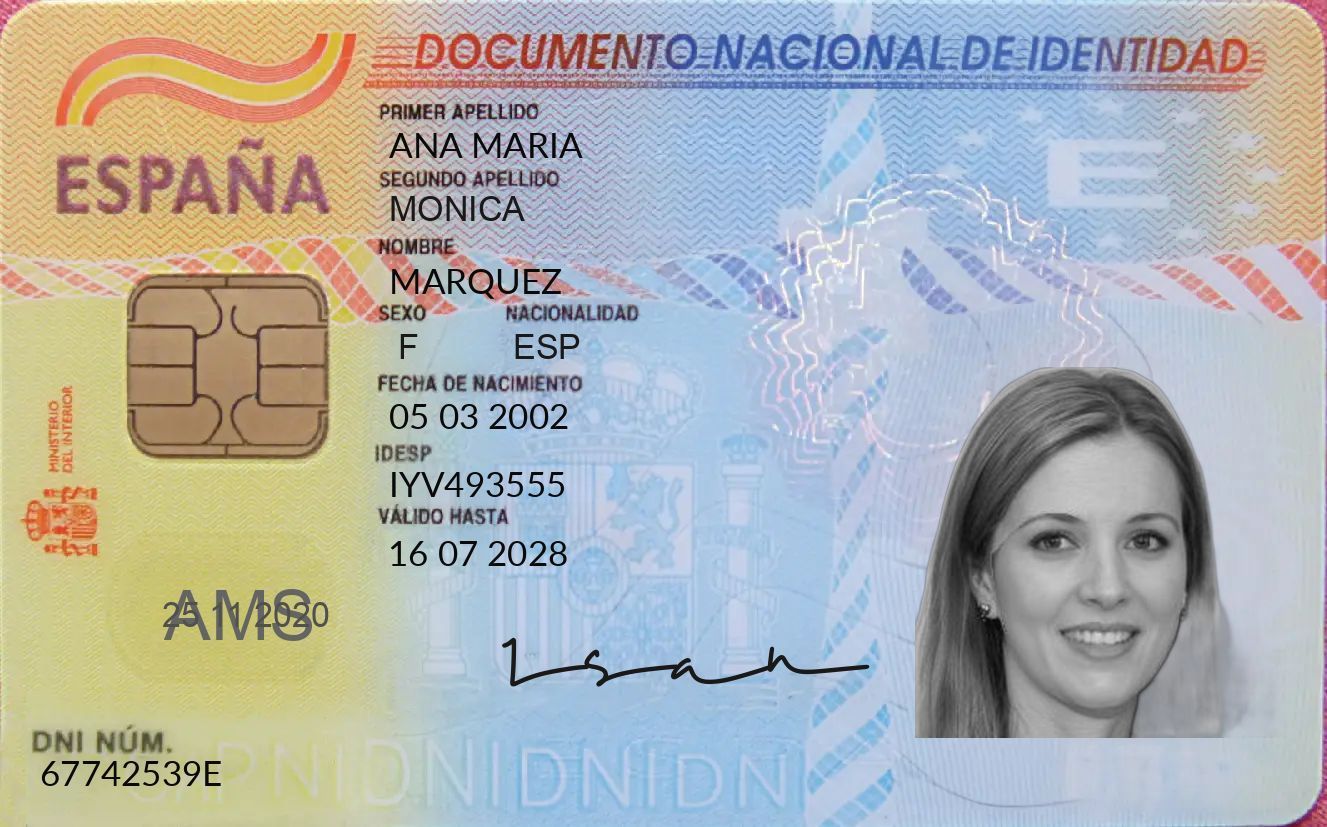 DOCUMENTO NACIONAL DE IDENTIDAD
ESPAÑA
PRIMER APELLIDO
ANA MARIA
SEGUNDO APELLIDO
MONICA
NOMBRE
MARQUEZ
SEXO NACIONALIDAD
F ESP
FECHA DE NACIMIENTO
05 03 2002
IDESP
IYV493555
VÁLIDO HASTA
16 07 2028
MINISTERIO
DEL INTERIOR
E
AMS
25 11 2020
DNI NÚM.
67742539E
DNIDNIDNIDN